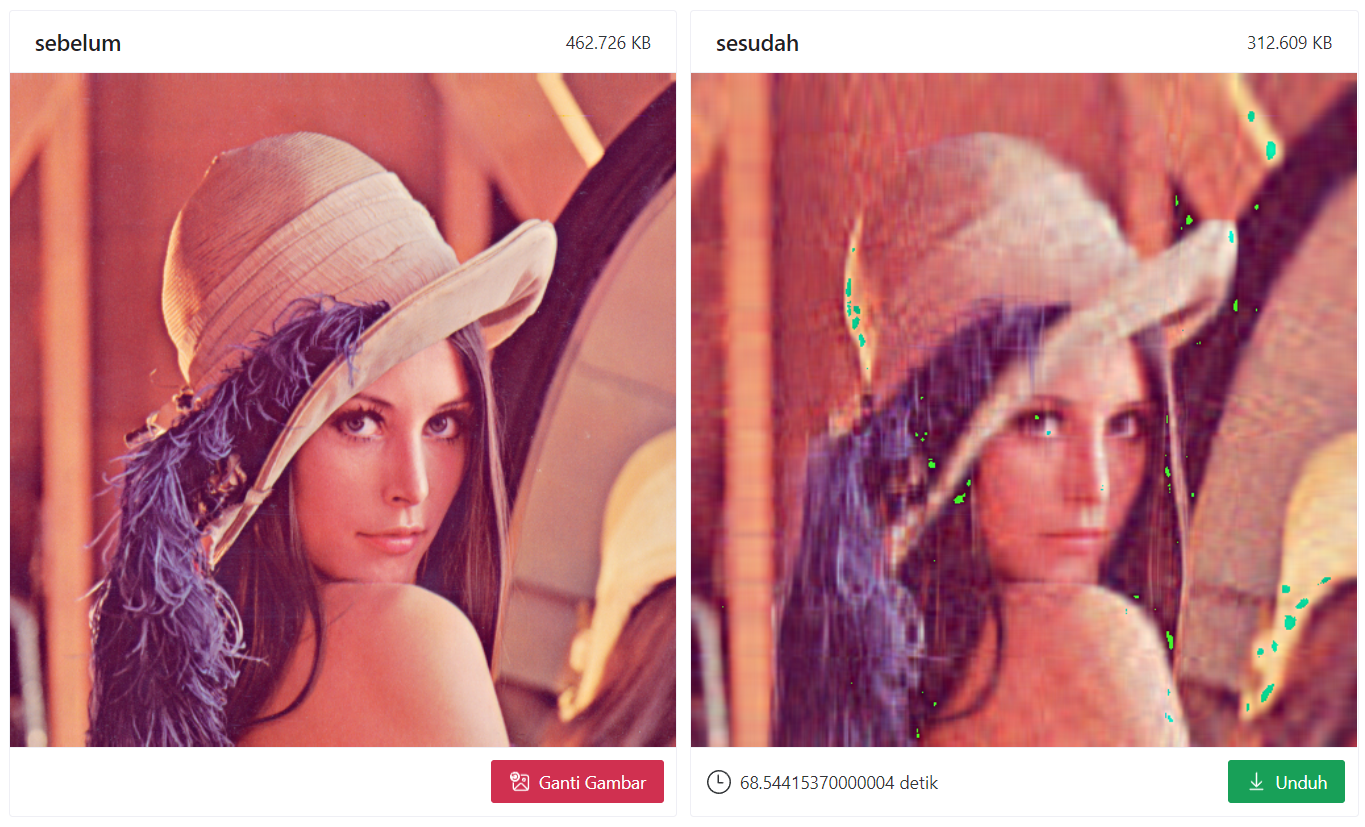 sebelum
462.726 KB
Ganti Gambar
sesudah
312.609 KB
68.54415370000004 detik
Unduh